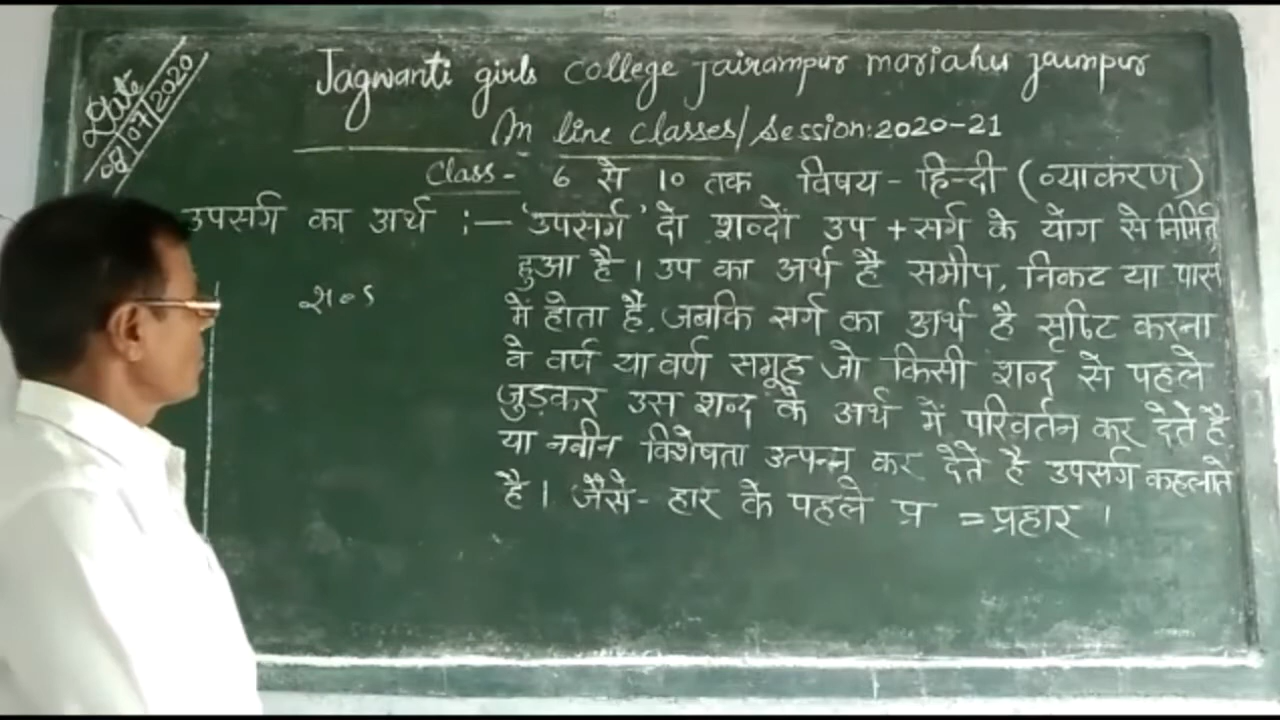 Date
08/07/2020
Jagwanti girls college jairampur mariahu jaunpur
On line classes/session:2020-21
Class- 6 से 10 तक विषय - हिन्दी (व्याकरण)
उपसर्ग का अर्थ :— 'उपसर्ग' दो शब्दों उप + सर्ग के योग से निर्मित
हुआ है। उप का अर्थ है समीप, निकट या पास
में होता है, जबकि सर्ग का अर्थ है सृष्टि करना
वे वर्ण या वर्ण समूह जो किसी शब्द से पहले
जुड़कर उस शब्द के अर्थ में परिवर्तन कर देते है
या नवीन विशेषता उत्पन्न कर देते है उपसर्ग कहलाते
है। जैसे- हार के पहले प्र = प्रहार।